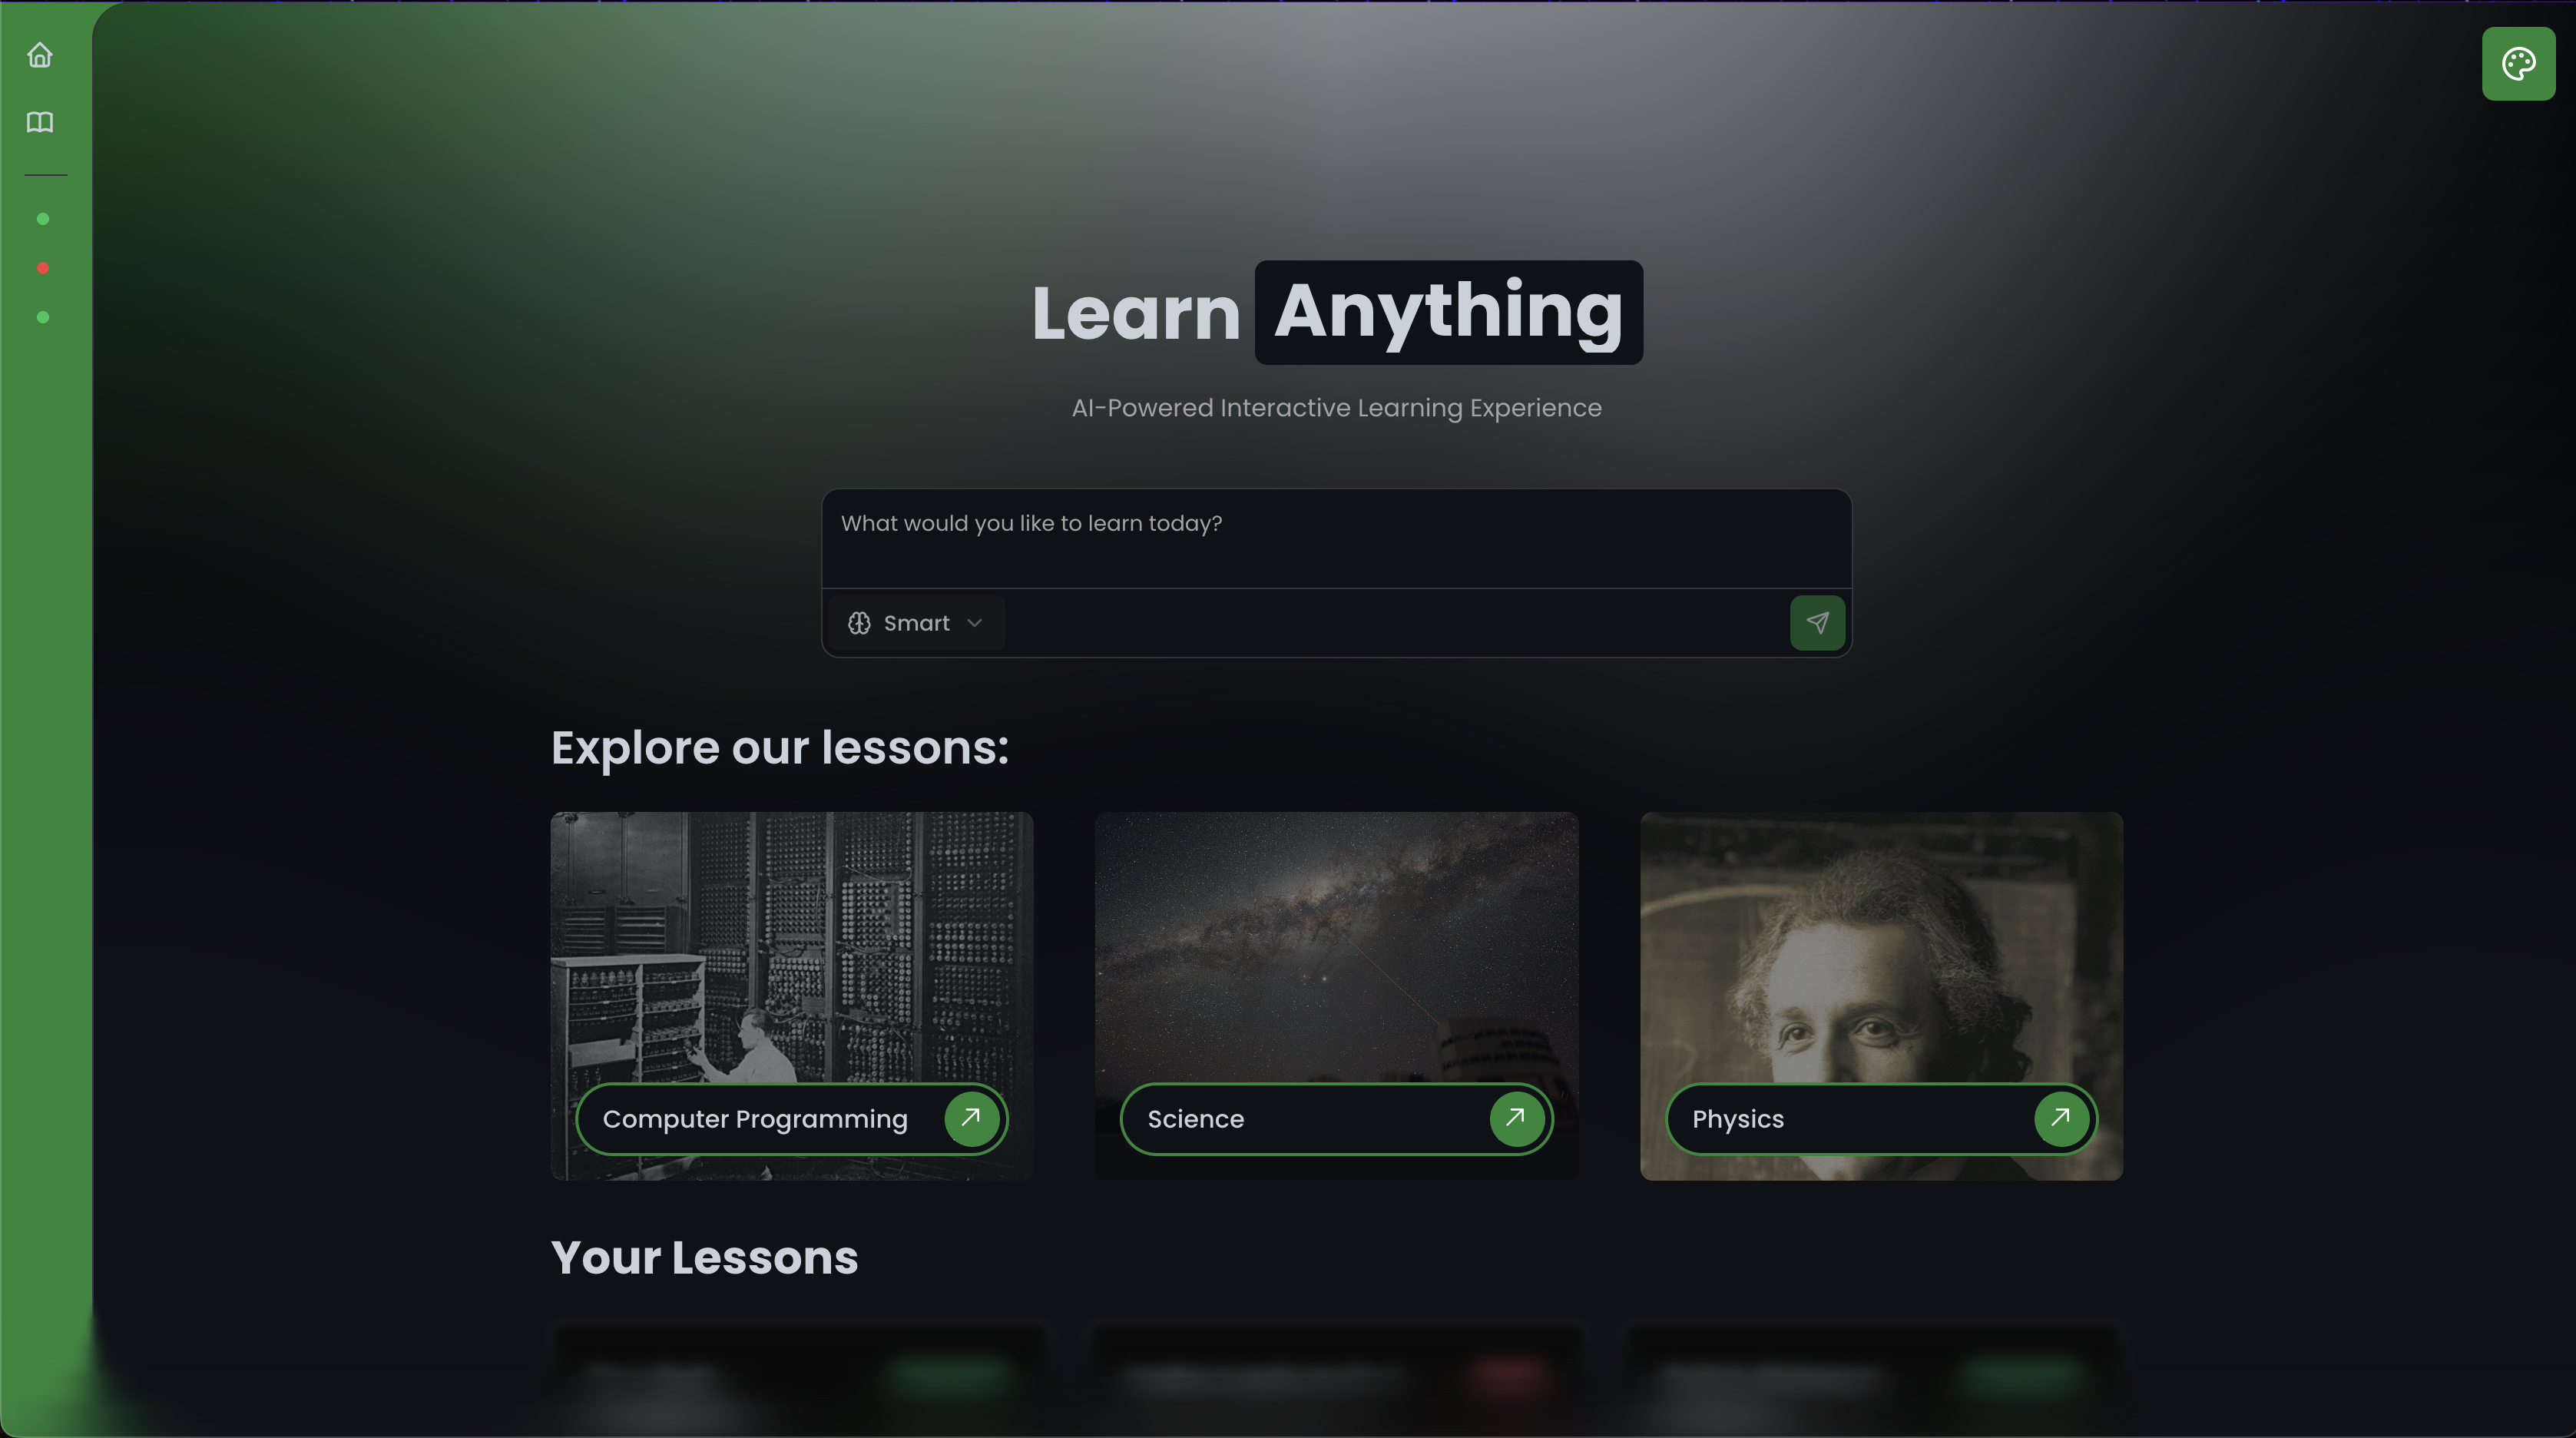 Learn Anything
AI-Powered Interactive Learning Experience
What would you like to learn today?
Smart
Explore our lessons:
Computer Programming
Science
Physics
Your Lessons